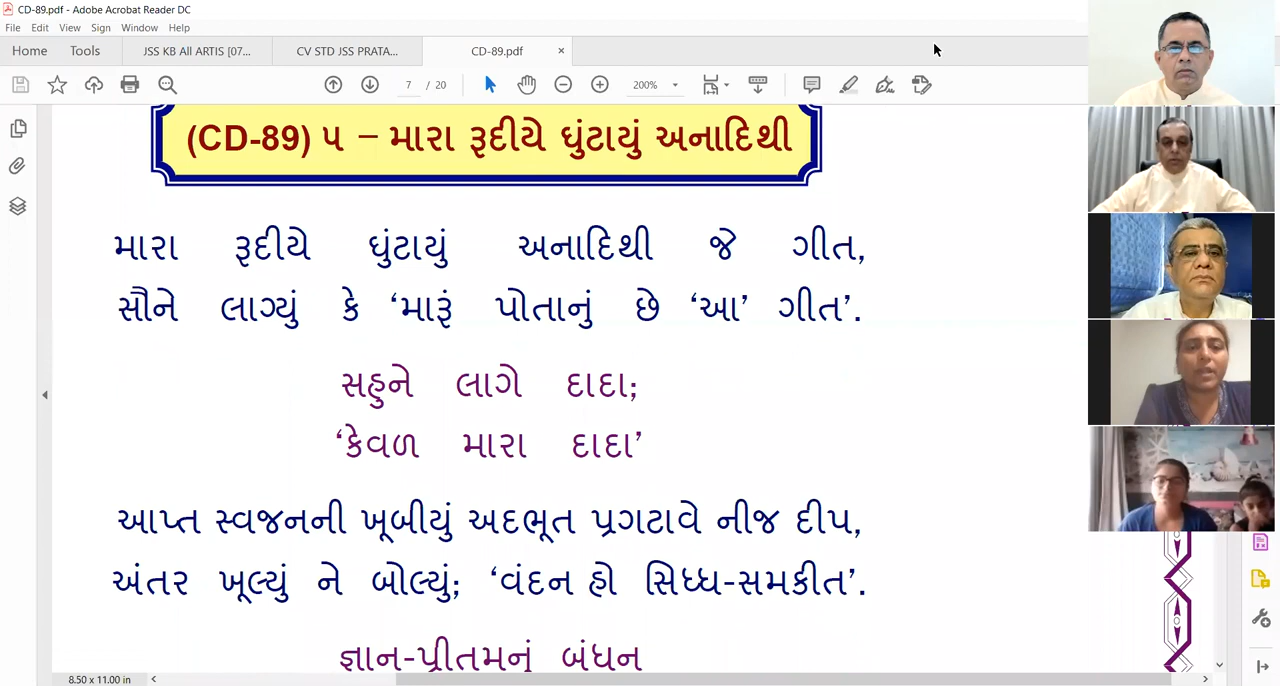 CD-89.pdf - Adobe Acrobat Reader DC
File Edit View Sign Window Help
Home Tools JSS KB All ARTIS [07... CV STD JSS PRATA... CD-89.pdf ×
7 / 20 200%
(CD-89) ૫ – મારા રૂદીયે ઘુંટાયું અનાદિથી
મારા રૂદીયે ઘુંટાયું અનાદિથી જે ગીત,
સૌને લાગ્યું કે ‘મારૂં પોતાનું છે ‘આ’ ગીત’.
સહુને લાગે દાદા;
‘કેવળ મારા દાદા’
આપ્ત સ્વજનની ખૂબીયું અદભૂત પ્રગટાવે નીજ દીપ,
અંતર ખૂલ્યું ને બોલ્યું; ‘વંદન હો સિધ્ધ-સમકીત’.
જ્ઞાન-પ્રીતમનું બંધન
8.50 x 11.00 in